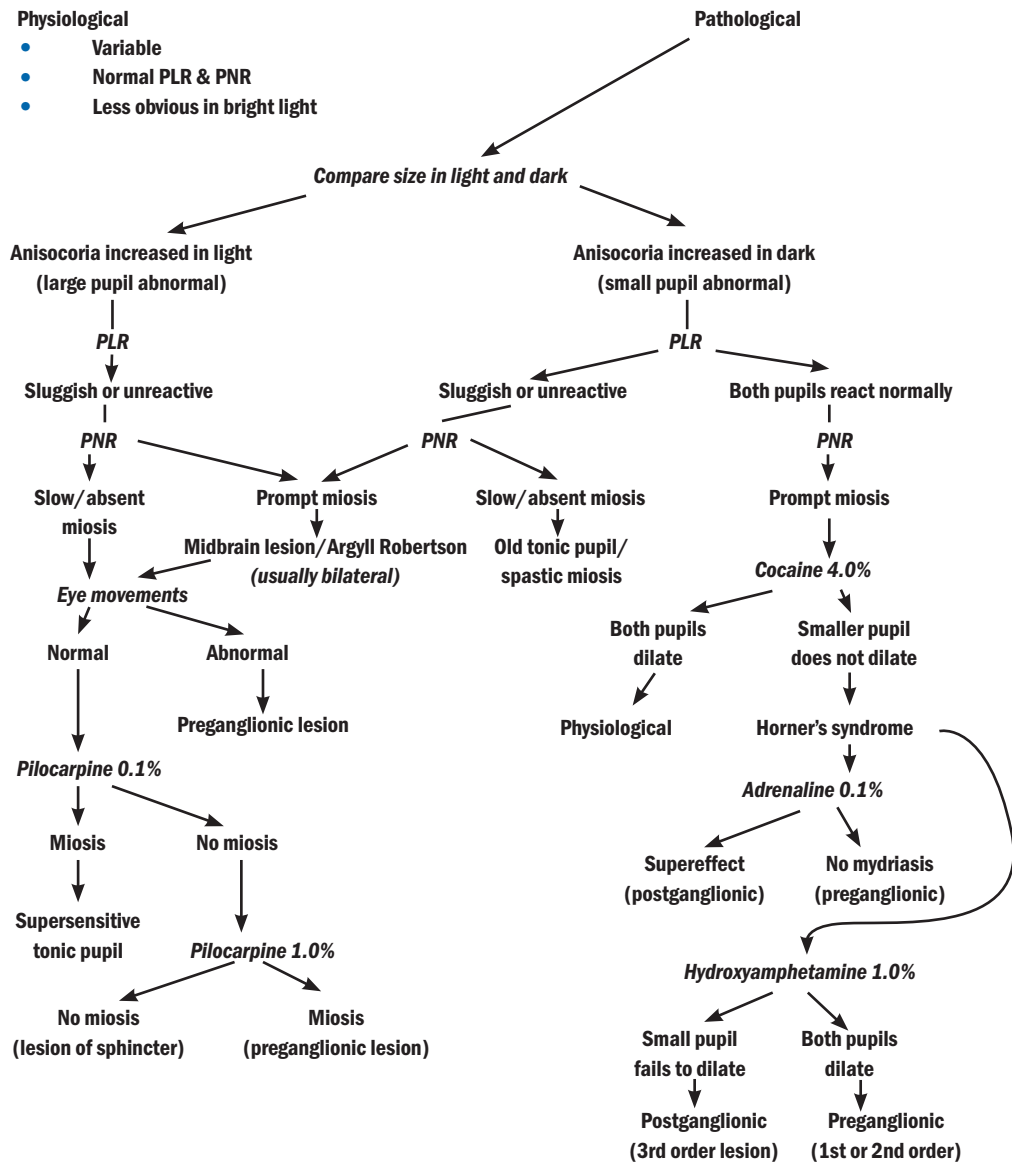 Physiological
• Variable
• Normal PLR & PNR
• Less obvious in bright light
Pathological
Compare size in light and dark
Anisocoria increased in light
(large pupil abnormal)
Anisocoria increased in dark
(small pupil abnormal)
PLR
PLR
Sluggish or unreactive
Sluggish or unreactive
Both pupils react normally
PNR
PNR
PNR
Slow/absent
miosis
Prompt miosis
Slow/absent miosis
Prompt miosis
Midbrain lesion/Argyll Robertson
(usually bilateral)
Old tonic pupil/
spastic miosis
Cocaine 4.0%
Eye movements
Normal
Abnormal
Both pupils
dilate
Smaller pupil
does not dilate
Preganglionic lesion
Physiological
Horner's syndrome
Pilocarpine 0.1%
Adrenaline 0.1%
Miosis
No miosis
Supereffect
(postganglionic)
No mydriasis
(preganglionic)
Supersensitive
tonic pupil
Pilocarpine 1.0%
Hydroxyamphetamine 1.0%
No miosis
(lesion of sphincter)
Miosis
(preganglionic lesion)
Small pupil
fails to dilate
Both pupils
dilate
Postganglionic
(3rd order lesion)
Preganglionic
(1st or 2nd order)